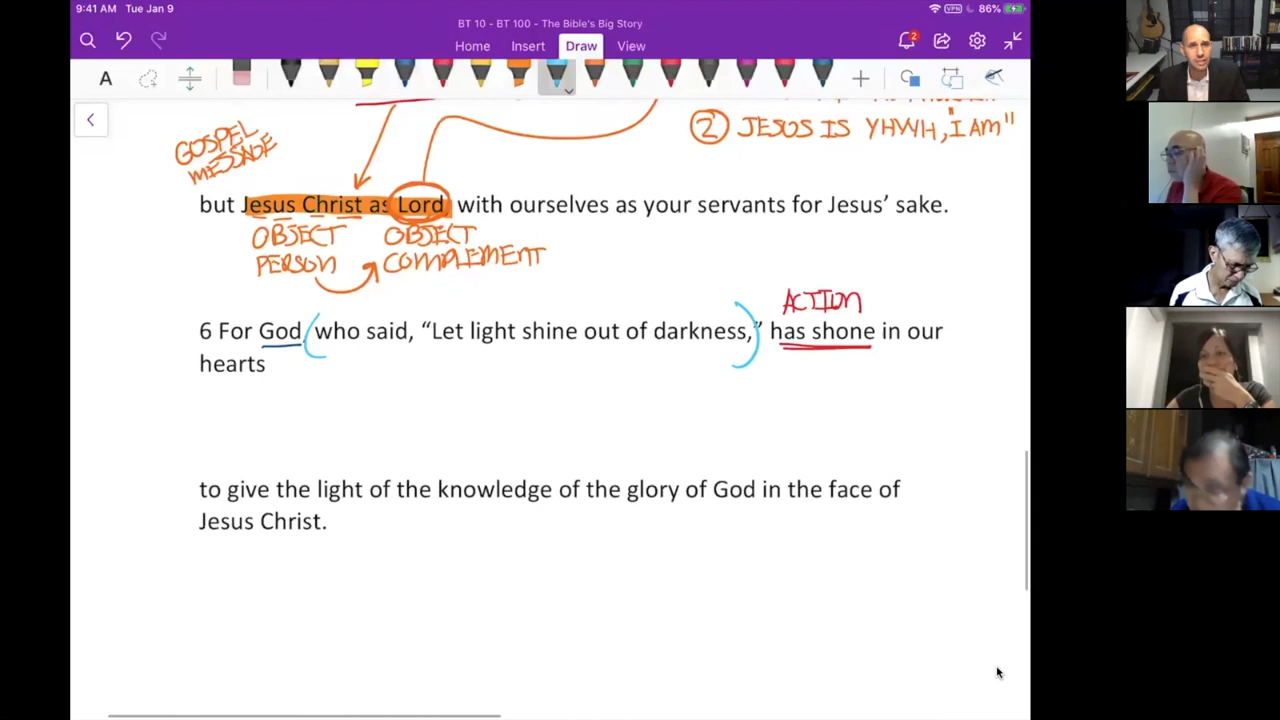 9:41 AM Tue Jan 9
VPN
86%
BT 10 - BT 100 - The Bible's Big Story
Home Insert Draw View
2
A
② JESUS IS YHWH, "I AM"
GOSPEL
MESSAGE
but Jesus Christ as Lord, with ourselves as your servants for Jesus’ sake.
OBJECT OBJECT
PERSON COMPLEMENT
ACTION
6 For God, who said, “Let light shine out of darkness,” has shone in our
hearts
to give the light of the knowledge of the glory of God in the face of
Jesus Christ.